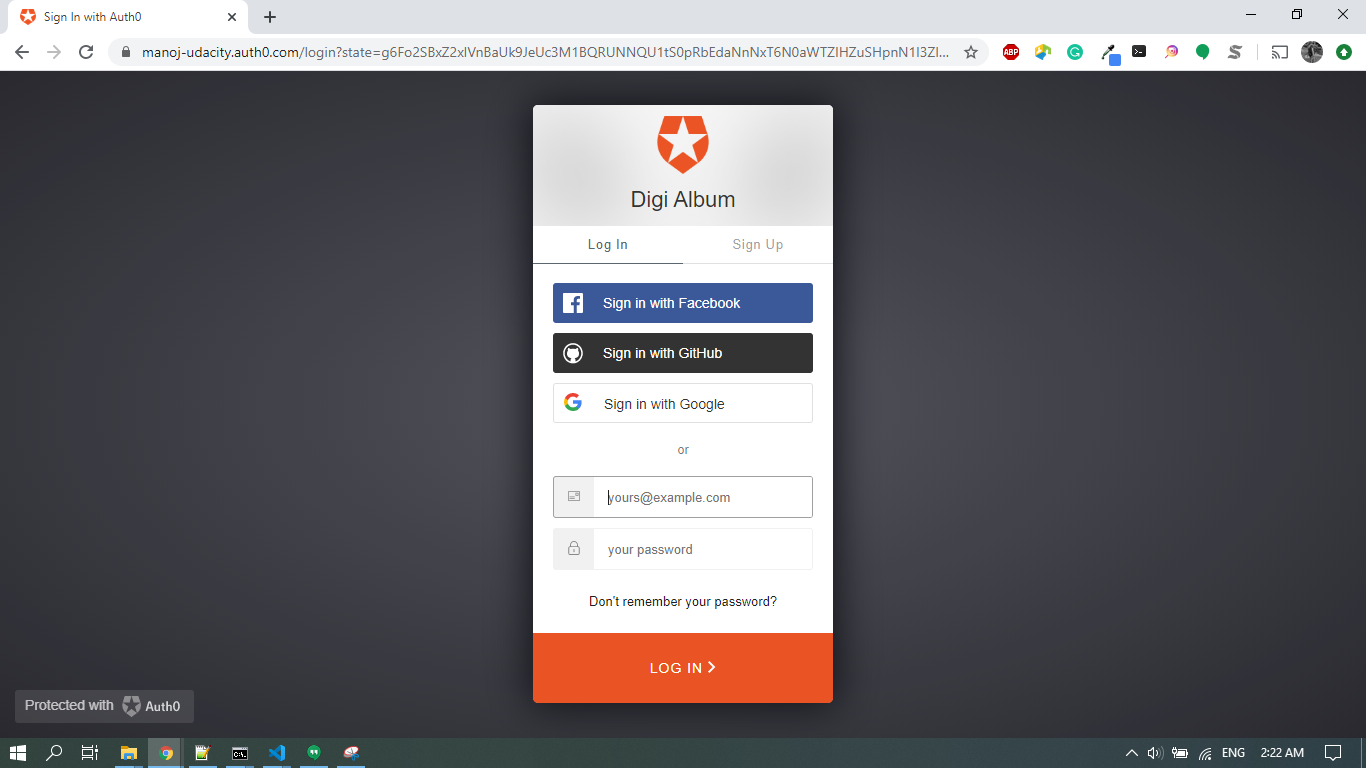 Sign In with Auth0
manoj-udacity.auth0.com/login?state=g6Fo2SBxZ2xlVnBaUk9JeUc3M1BQRUNNQU1tS0pRbEdaNnNxT6N0aWTZIHZuSHpnN1I3Zl...
ABP
Digi Album
Log In
Sign Up
Sign in with Facebook
Sign in with GitHub
Sign in with Google
or
yours@example.com
your password
Don't remember your password?
LOG IN
Protected with Auth0
ENG
2:22 AM